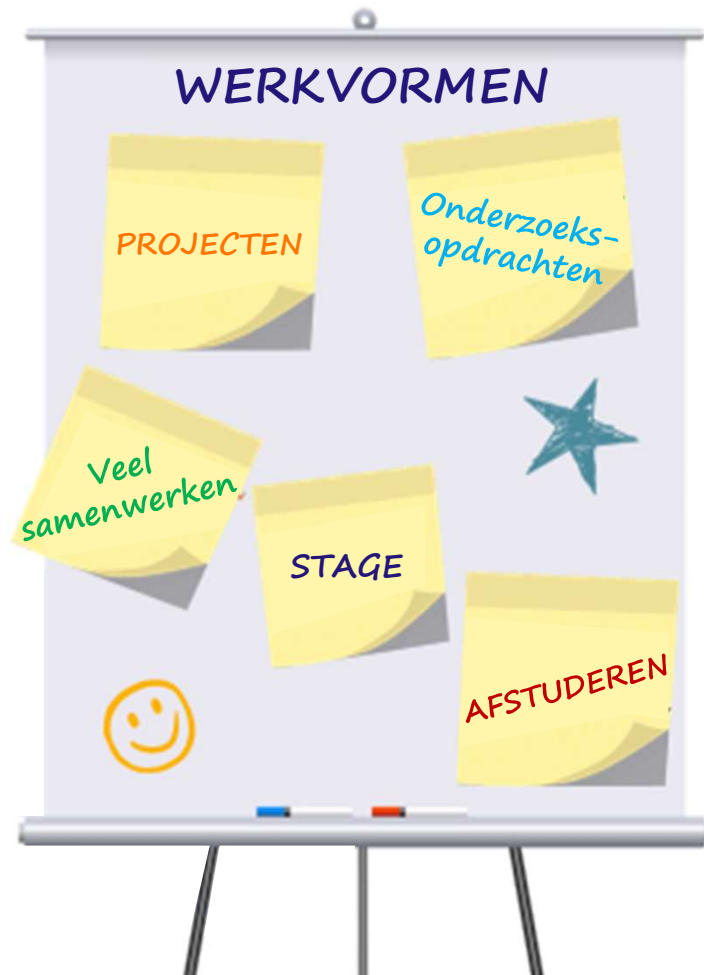 WERKVORMEN
PROJECTEN
Onderzoeks-
opdrachten
Veel
samenwerken
STAGE
AFSTUDEREN